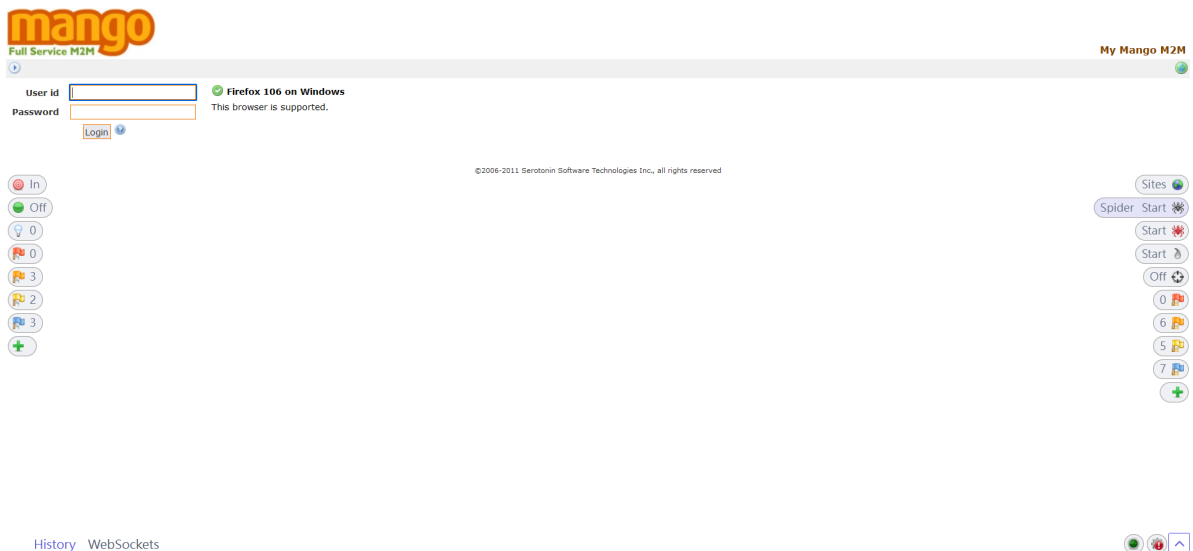 mango
Full Service M2M
My Mango M2M
User id
Firefox 106 on Windows
Password
This browser is supported.
Login
©2006-2011 Serotonin Software Technologies Inc., all rights reserved
In
Sites
Off
Spider Start
0
Start
0
Start
3
Off
2
0
3
6
5
7
History WebSockets